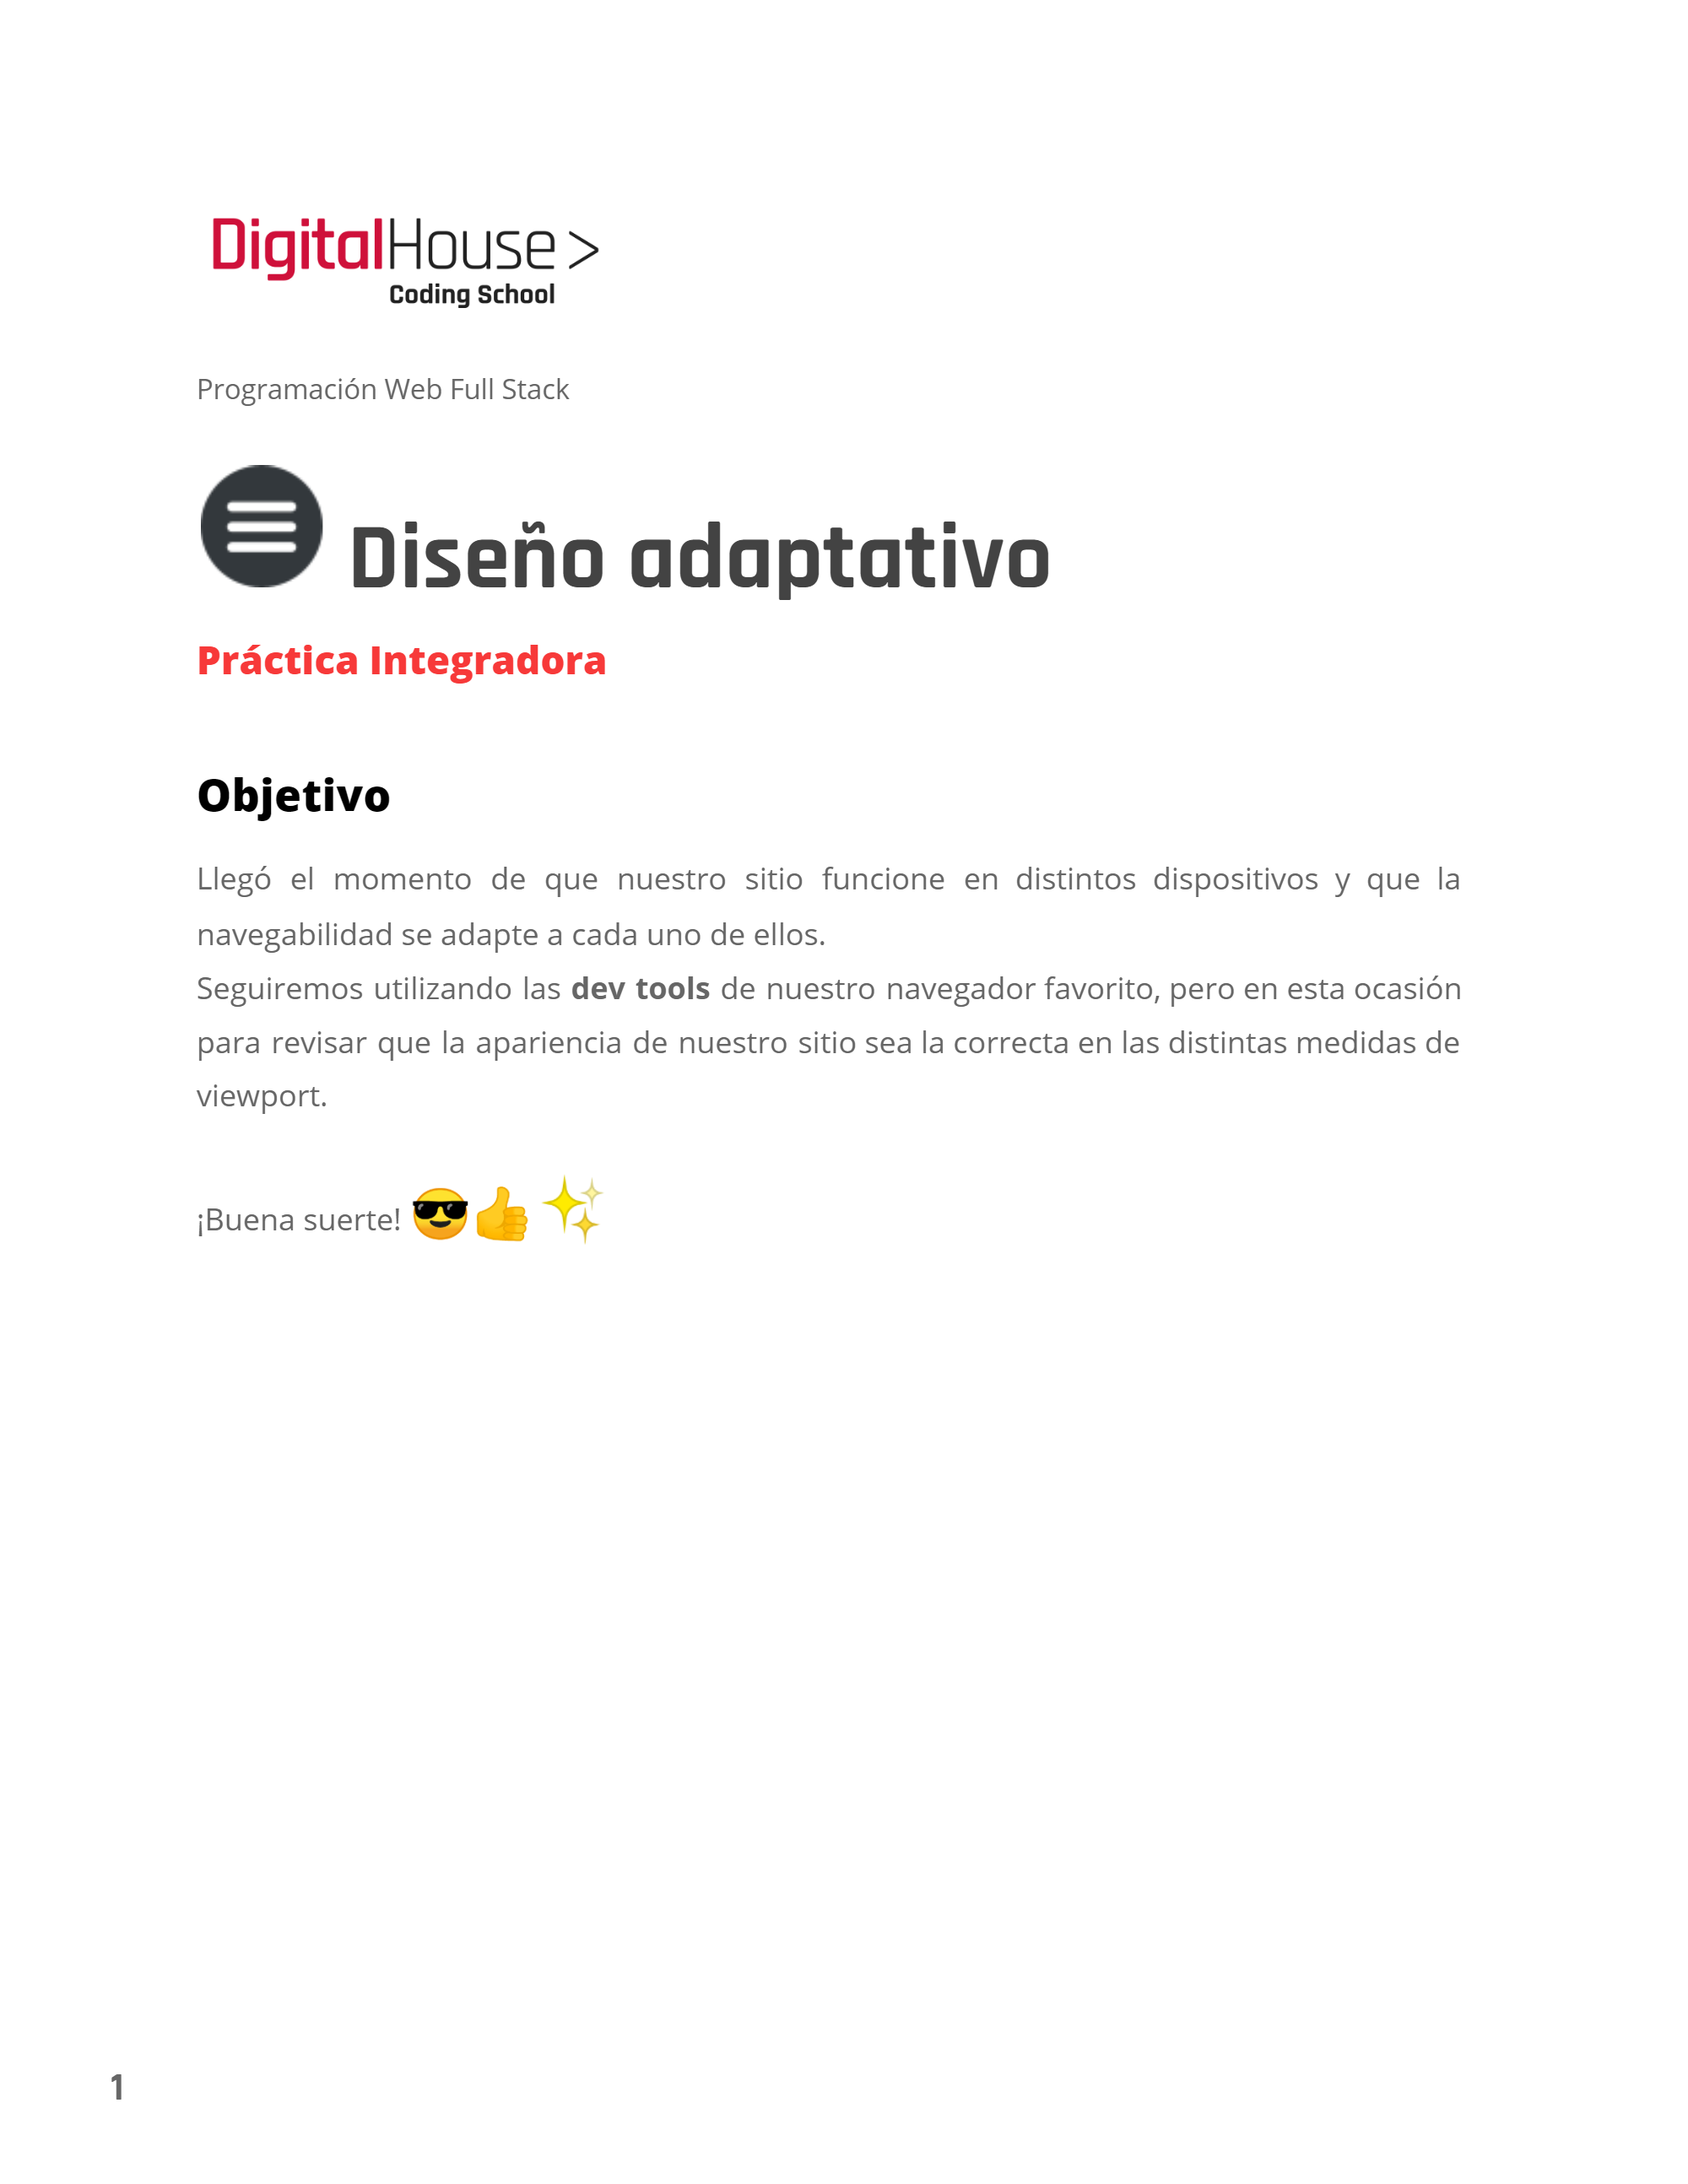 DigitalHouse >
Coding School
Programación Web Full Stack
Diseño adaptativo
Práctica Integradora
Objetivo
Llegó el momento de que nuestro sitio funcione en distintos dispositivos y que la
navegabilidad se adapte a cada uno de ellos.
Seguiremos utilizando las dev tools de nuestro navegador favorito, pero en esta ocasión
para revisar que la apariencia de nuestro sitio sea la correcta en las distintas medidas de
viewport.
¡Buena suerte! 😎👍✨
1